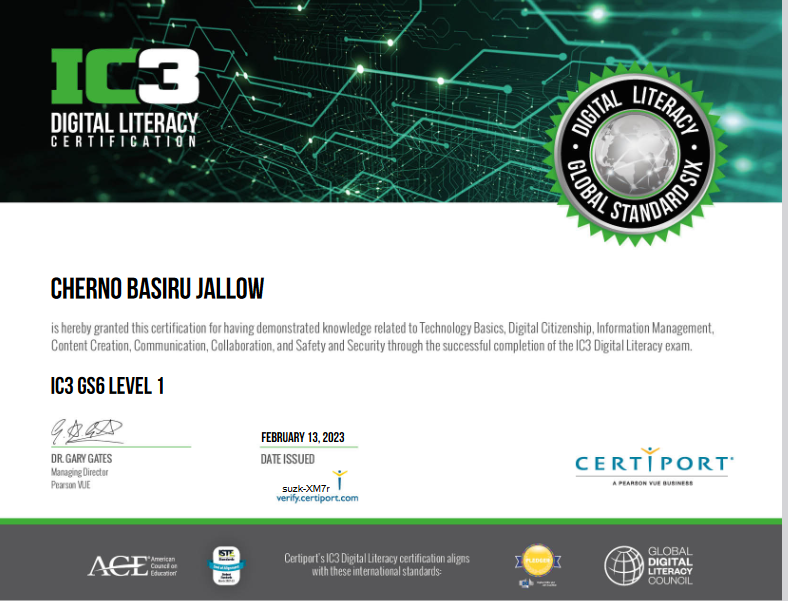 IC3
DIGITAL LITERACY
CERTIFICATION
DIGITAL LITERACY
GLOBAL STANDARD SIX
CHERNO BASIRU JALLOW
is hereby granted this certification for having demonstrated knowledge related to Technology Basics, Digital Citizenship, Information Management,
Content Creation, Communication, Collaboration, and Safety and Security through the successful completion of the IC3 Digital Literacy exam.
IC3 GS6 LEVEL 1
DR. GARY GATES
Managing Director
Pearson VUE
FEBRUARY 13, 2023
DATE ISSUED
suzk-XM7r
verify.certiport.com
CERTIPORT
A PEARSON VUE BUSINESS
ACE American
Council on
Education
ISTE
Standards
Certiport's IC3 Digital Literacy certification aligns
with these international standards:
GLOBAL
DIGITAL
LITERACY
COUNCIL